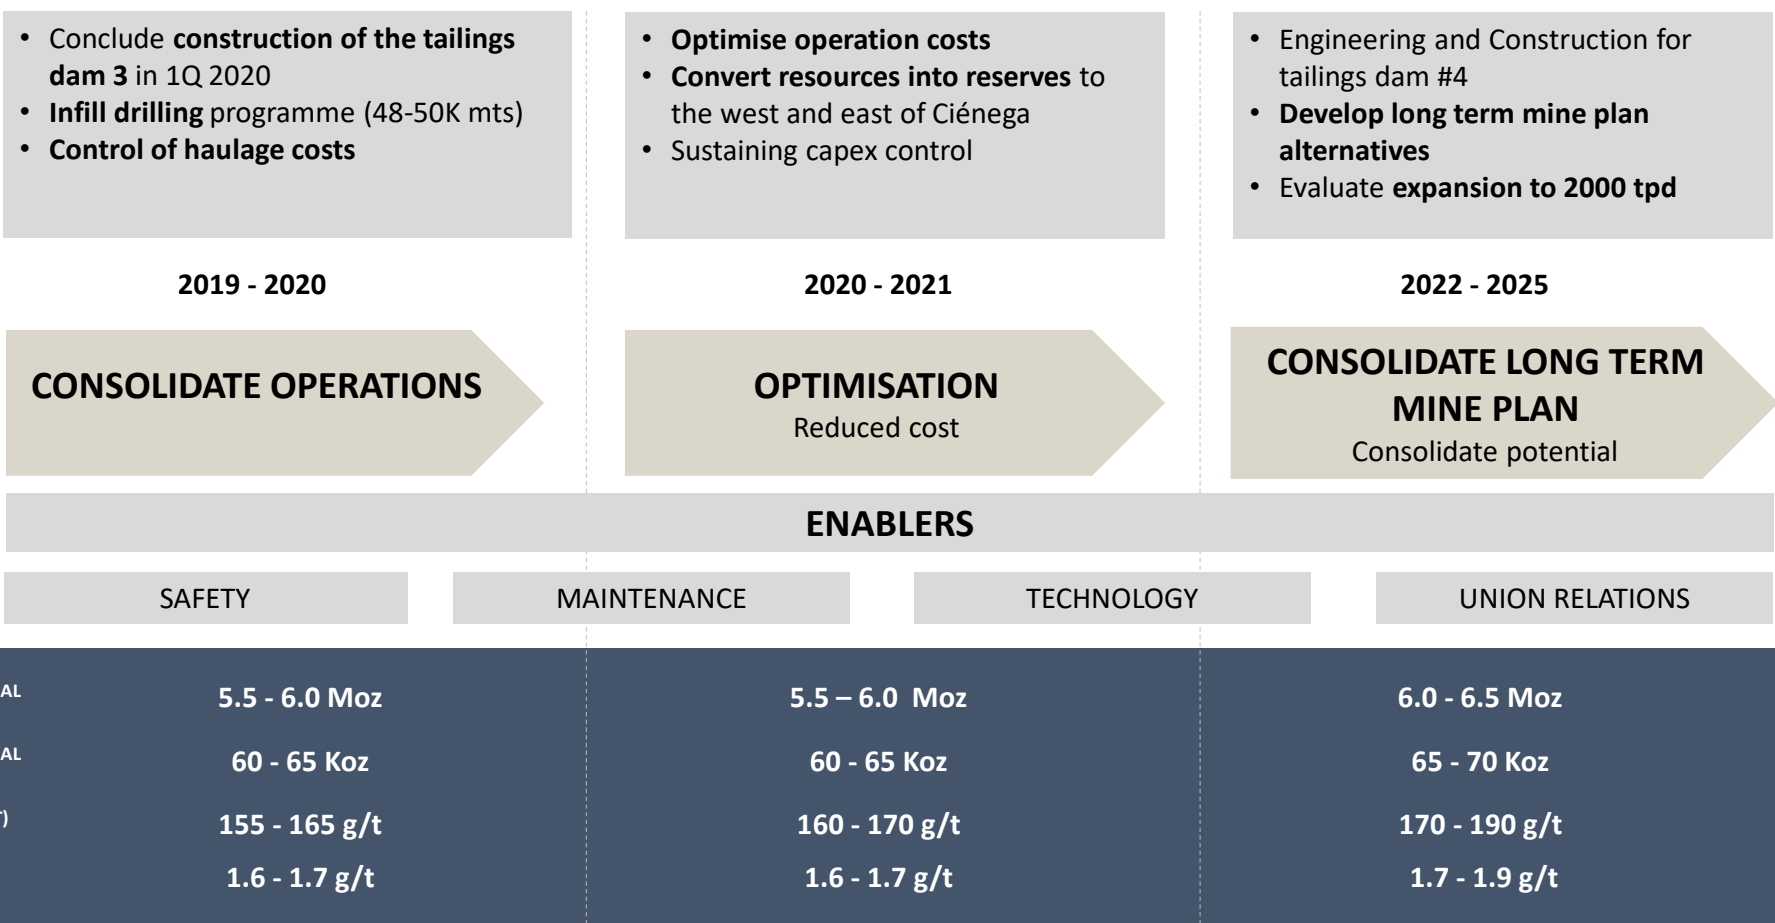 • Conclude construction of the tailings
dam 3 in 1Q 2020
• Infill drilling programme (48-50K mts)
• Control of haulage costs
• Optimise operation costs
• Convert resources into reserves to
the west and east of Ciénega
• Sustaining capex control
• Engineering and Construction for
tailings dam #4
• Develop long term mine plan
alternatives
• Evaluate expansion to 2000 tpd
2019 - 2020
2020 - 2021
2022 - 2025
CONSOLIDATE OPERATIONS
OPTIMISATION
Reduced cost
CONSOLIDATE LONG TERM
MINE PLAN
Consolidate potential
ENABLERS
SAFETY
MAINTENANCE
TECHNOLOGY
UNION RELATIONS
5.5 - 6.0 Moz
5.5 – 6.0 Moz
6.0 - 6.5 Moz
60 - 65 Koz
60 - 65 Koz
65 - 70 Koz
155 - 165 g/t
160 - 170 g/t
170 - 190 g/t
1.6 - 1.7 g/t
1.6 - 1.7 g/t
1.7 - 1.9 g/t